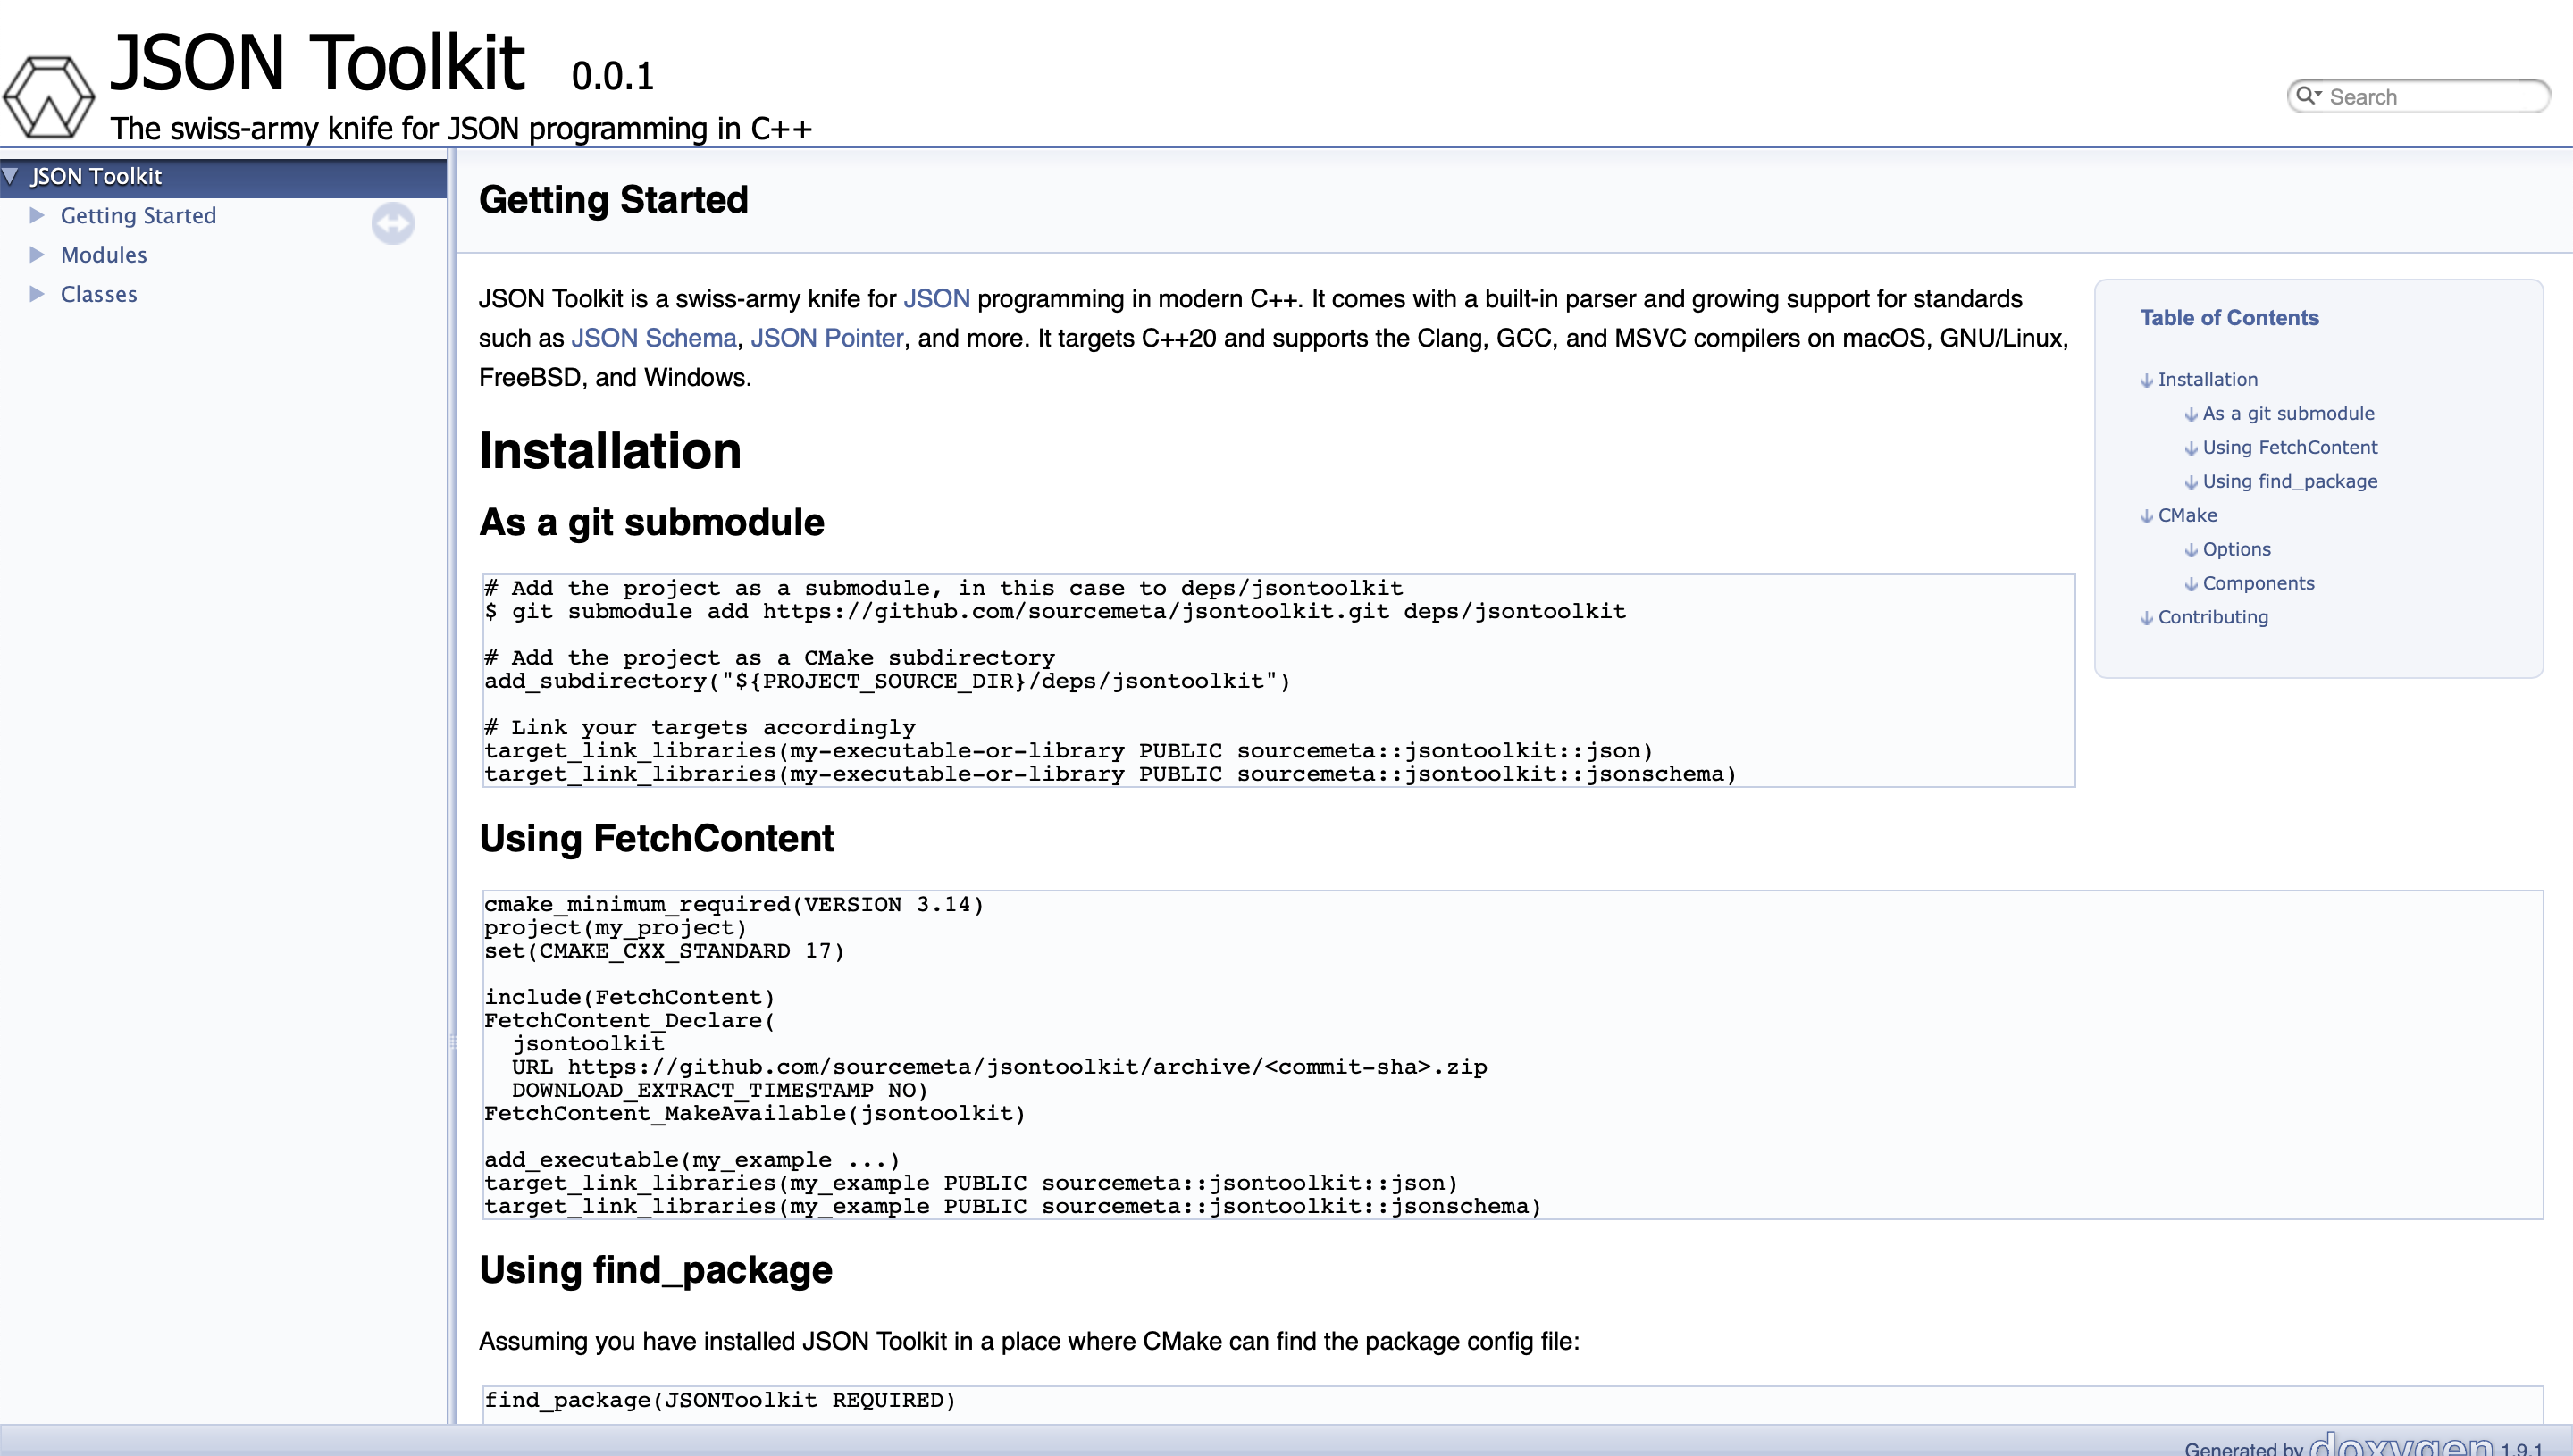 JSON Toolkit 0.0.1
The swiss-army knife for JSON programming in C++
Search
JSON Toolkit
Getting Started
Modules
Classes
Getting Started
JSON Toolkit is a swiss-army knife for JSON programming in modern C++. It comes with a built-in parser and growing support for standards
such as JSON Schema, JSON Pointer, and more. It targets C++20 and supports the Clang, GCC, and MSVC compilers on macOS, GNU/Linux,
FreeBSD, and Windows.
Table of Contents
Installation
As a git submodule
Using FetchContent
Using find_package
CMake
Options
Components
Contributing
Installation
As a git submodule
# Add the project as a submodule, in this case to deps/jsontoolkit
$ git submodule add https://github.com/sourcemeta/jsontoolkit.git deps/jsontoolkit
# Add the project as a CMake subdirectory
add_subdirectory("${PROJECT_SOURCE_DIR}/deps/jsontoolkit")
# Link your targets accordingly
target_link_libraries(my-executable-or-library PUBLIC sourcemeta::jsontoolkit::json)
target_link_libraries(my-executable-or-library PUBLIC sourcemeta::jsontoolkit::jsonschema)
Using FetchContent
cmake_minimum_required(VERSION 3.14)
project(my_project)
set(CMAKE_CXX_STANDARD 17)
include(FetchContent)
FetchContent_Declare(
  jsontoolkit
  URL https://github.com/sourcemeta/jsontoolkit/archive/<commit-sha>.zip
  DOWNLOAD_EXTRACT_TIMESTAMP NO)
FetchContent_MakeAvailable(jsontoolkit)
add_executable(my_example ...)
target_link_libraries(my_example PUBLIC sourcemeta::jsontoolkit::json)
target_link_libraries(my_example PUBLIC sourcemeta::jsontoolkit::jsonschema)
Using find_package
Assuming you have installed JSON Toolkit in a place where CMake can find the package config file:
find_package(JSONToolkit REQUIRED)
Generated by doxygen 1.9.1